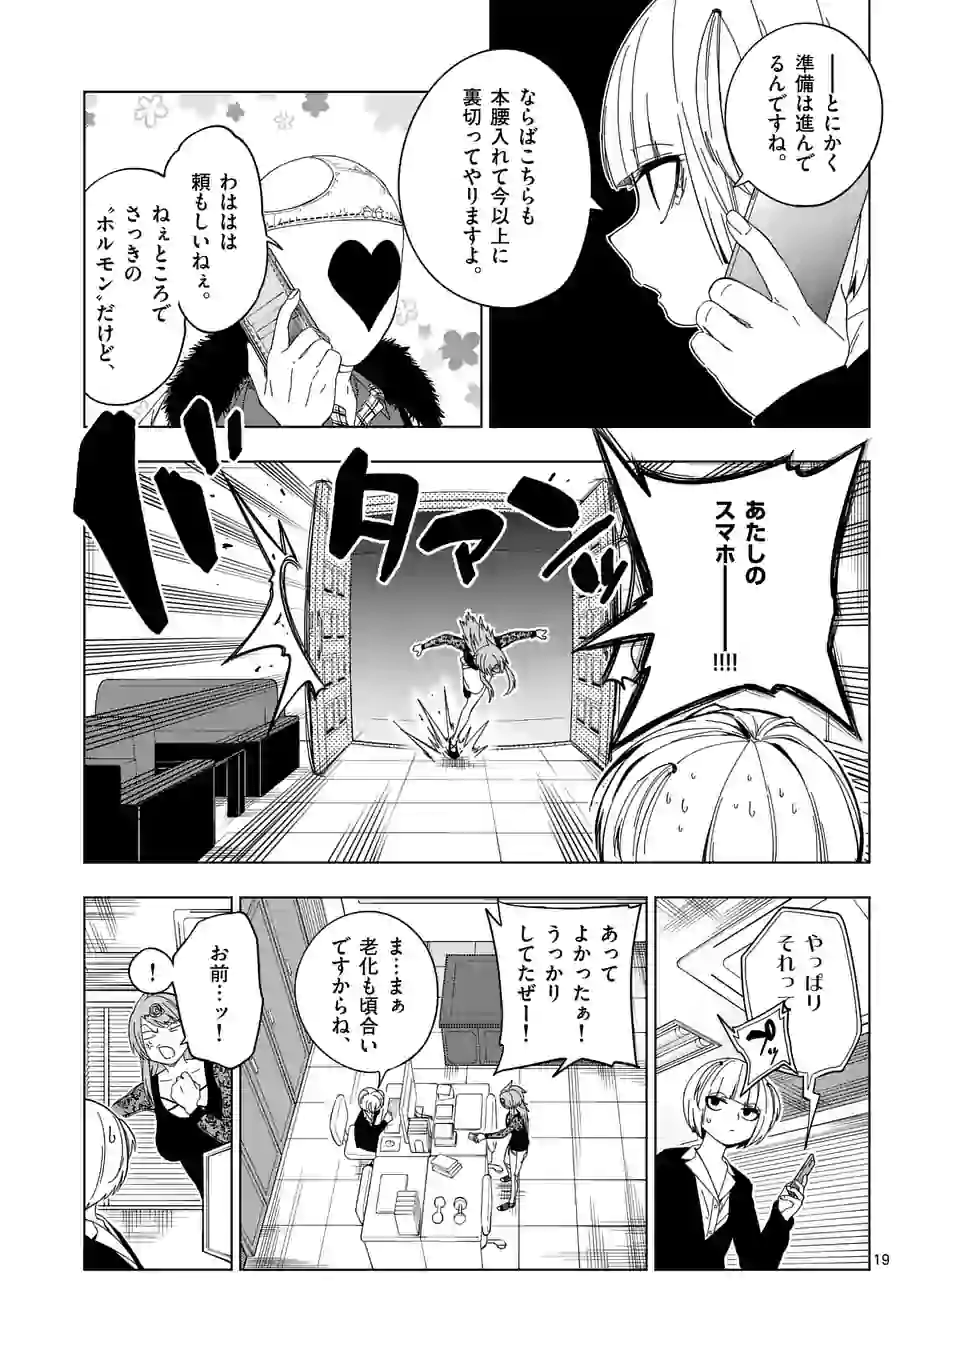 ――とにかく
準備は進んで
るんですね。
ならばこちらも
本腰入れて今以上に
裏切ってやりますよ。
わははは
頼もしいねぇ。
ねぇところで
さっきの
〝ホルモン〟だけど、
バタァンッ
あたしの
スマホ――――!!!!
やっぱり
それって
プッ
あって
よかったぁ！
うっかり
してたぜー！
ま…まぁ
老化も頃合い
ですからね、
お前…ッ！
！
19